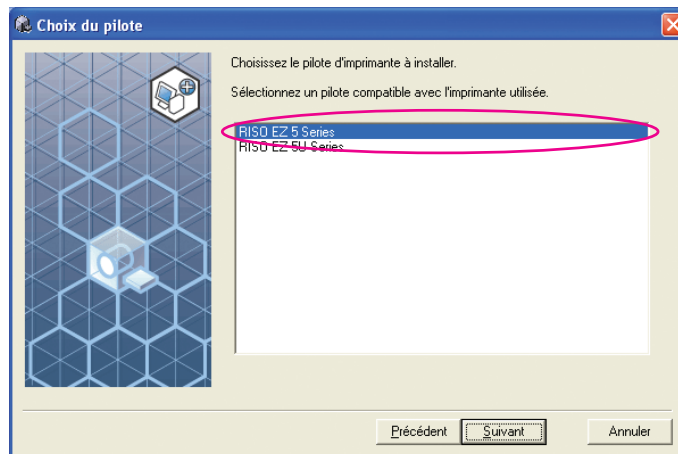 Choix du pilote
Choisissez le pilote d'imprimante à installer.
Sélectionnez un pilote compatible avec l'imprimante utilisée.
RISO EZ 5 Series
RISO EZ 5U Series
Précédent Suivant Annuler